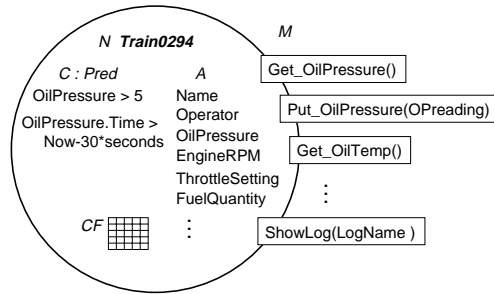 N Train0294
M
C : Pred
A
OilPressure > 5
OilPressure.Time >
Now-30*seconds
Name
Operator
OilPressure
EngineRPM
ThrottleSetting
FuelQuantity
CF
Get_OilPressure()
Put_OilPressure(OPreading)
Get_OilTemp()
ShowLog(LogName )